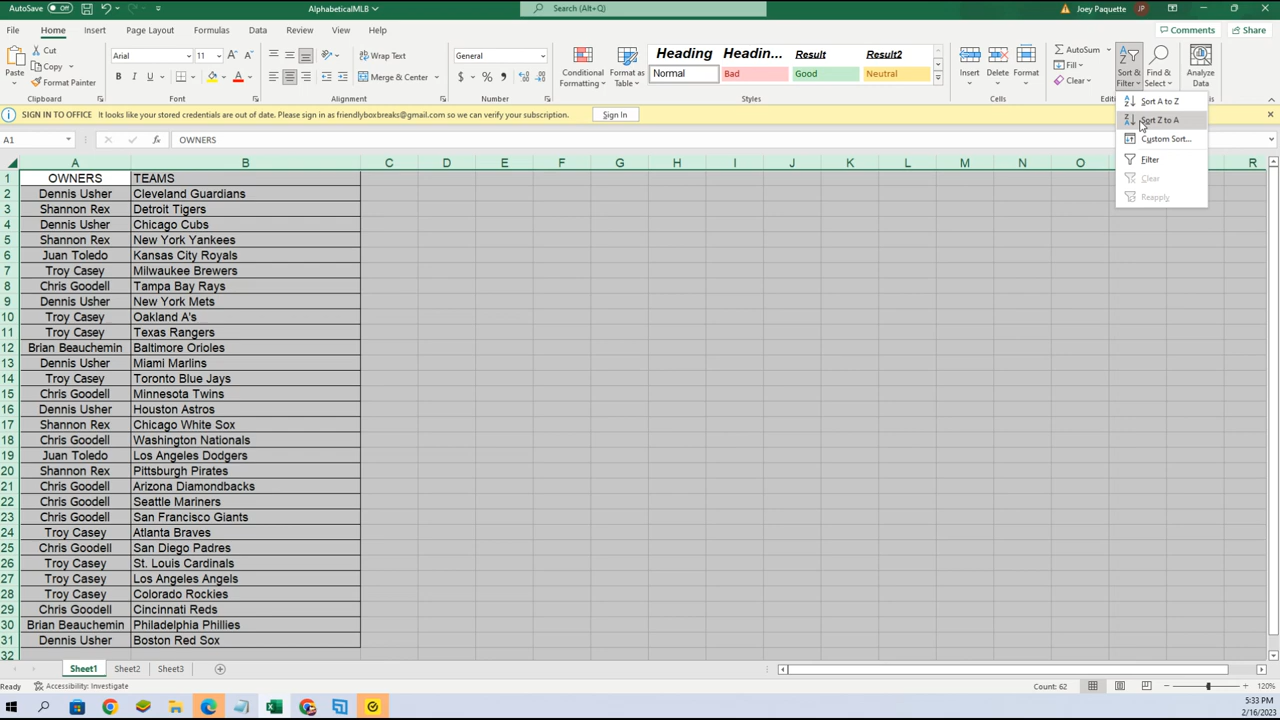 AutoSave Off AlphabeticalMLB Search (Alt+Q) Joey Paquette JP
File Home Insert Page Layout Formulas Data Review View Help Comments Share
Paste Cut Copy Format Painter Clipboard
Arial 11 A A B I U A Font
Wrap Text Merge & Center Alignment
General $ % Number
Conditional Formatting Format as Table
Heading Headin... Result Result2
Normal Bad Good Neutral
Styles
Insert Delete Format Cells
AutoSum Fill Clear
Sort & Filter Find & Select Analyze Data
Sort A to Z
Sort Z to A
Custom Sort...
Filter
Clear
Reapply
SIGN IN TO OFFICE It looks like your stored credentials are out of date. Please sign in as friendlyboxbreaks@gmail.com so we can verify your subscription. Sign In
A1 fx OWNERS
A B C D E F G H I J K L M N O P Q R
1 OWNERS TEAMS
2 Dennis Usher Cleveland Guardians
3 Shannon Rex Detroit Tigers
4 Dennis Usher Chicago Cubs
5 Shannon Rex New York Yankees
6 Juan Toledo Kansas City Royals
7 Troy Casey Milwaukee Brewers
8 Chris Goodell Tampa Bay Rays
9 Dennis Usher New York Mets
10 Troy Casey Oakland A's
11 Troy Casey Texas Rangers
12 Brian Beauchemin Baltimore Orioles
13 Dennis Usher Miami Marlins
14 Troy Casey Toronto Blue Jays
15 Chris Goodell Minnesota Twins
16 Dennis Usher Houston Astros
17 Shannon Rex Chicago White Sox
18 Chris Goodell Washington Nationals
19 Juan Toledo Los Angeles Dodgers
20 Shannon Rex Pittsburgh Pirates
21 Chris Goodell Arizona Diamondbacks
22 Chris Goodell Seattle Mariners
23 Chris Goodell San Francisco Giants
24 Troy Casey Atlanta Braves
25 Chris Goodell San Diego Padres
26 Troy Casey St. Louis Cardinals
27 Troy Casey Los Angeles Angels
28 Troy Casey Colorado Rockies
29 Chris Goodell Cincinnati Reds
30 Brian Beauchemin Philadelphia Phillies
31 Dennis Usher Boston Red Sox
32
Sheet1 Sheet2 Sheet3
Ready Accessibility: Investigate Count: 62 120%
5:33 PM
2/16/2023